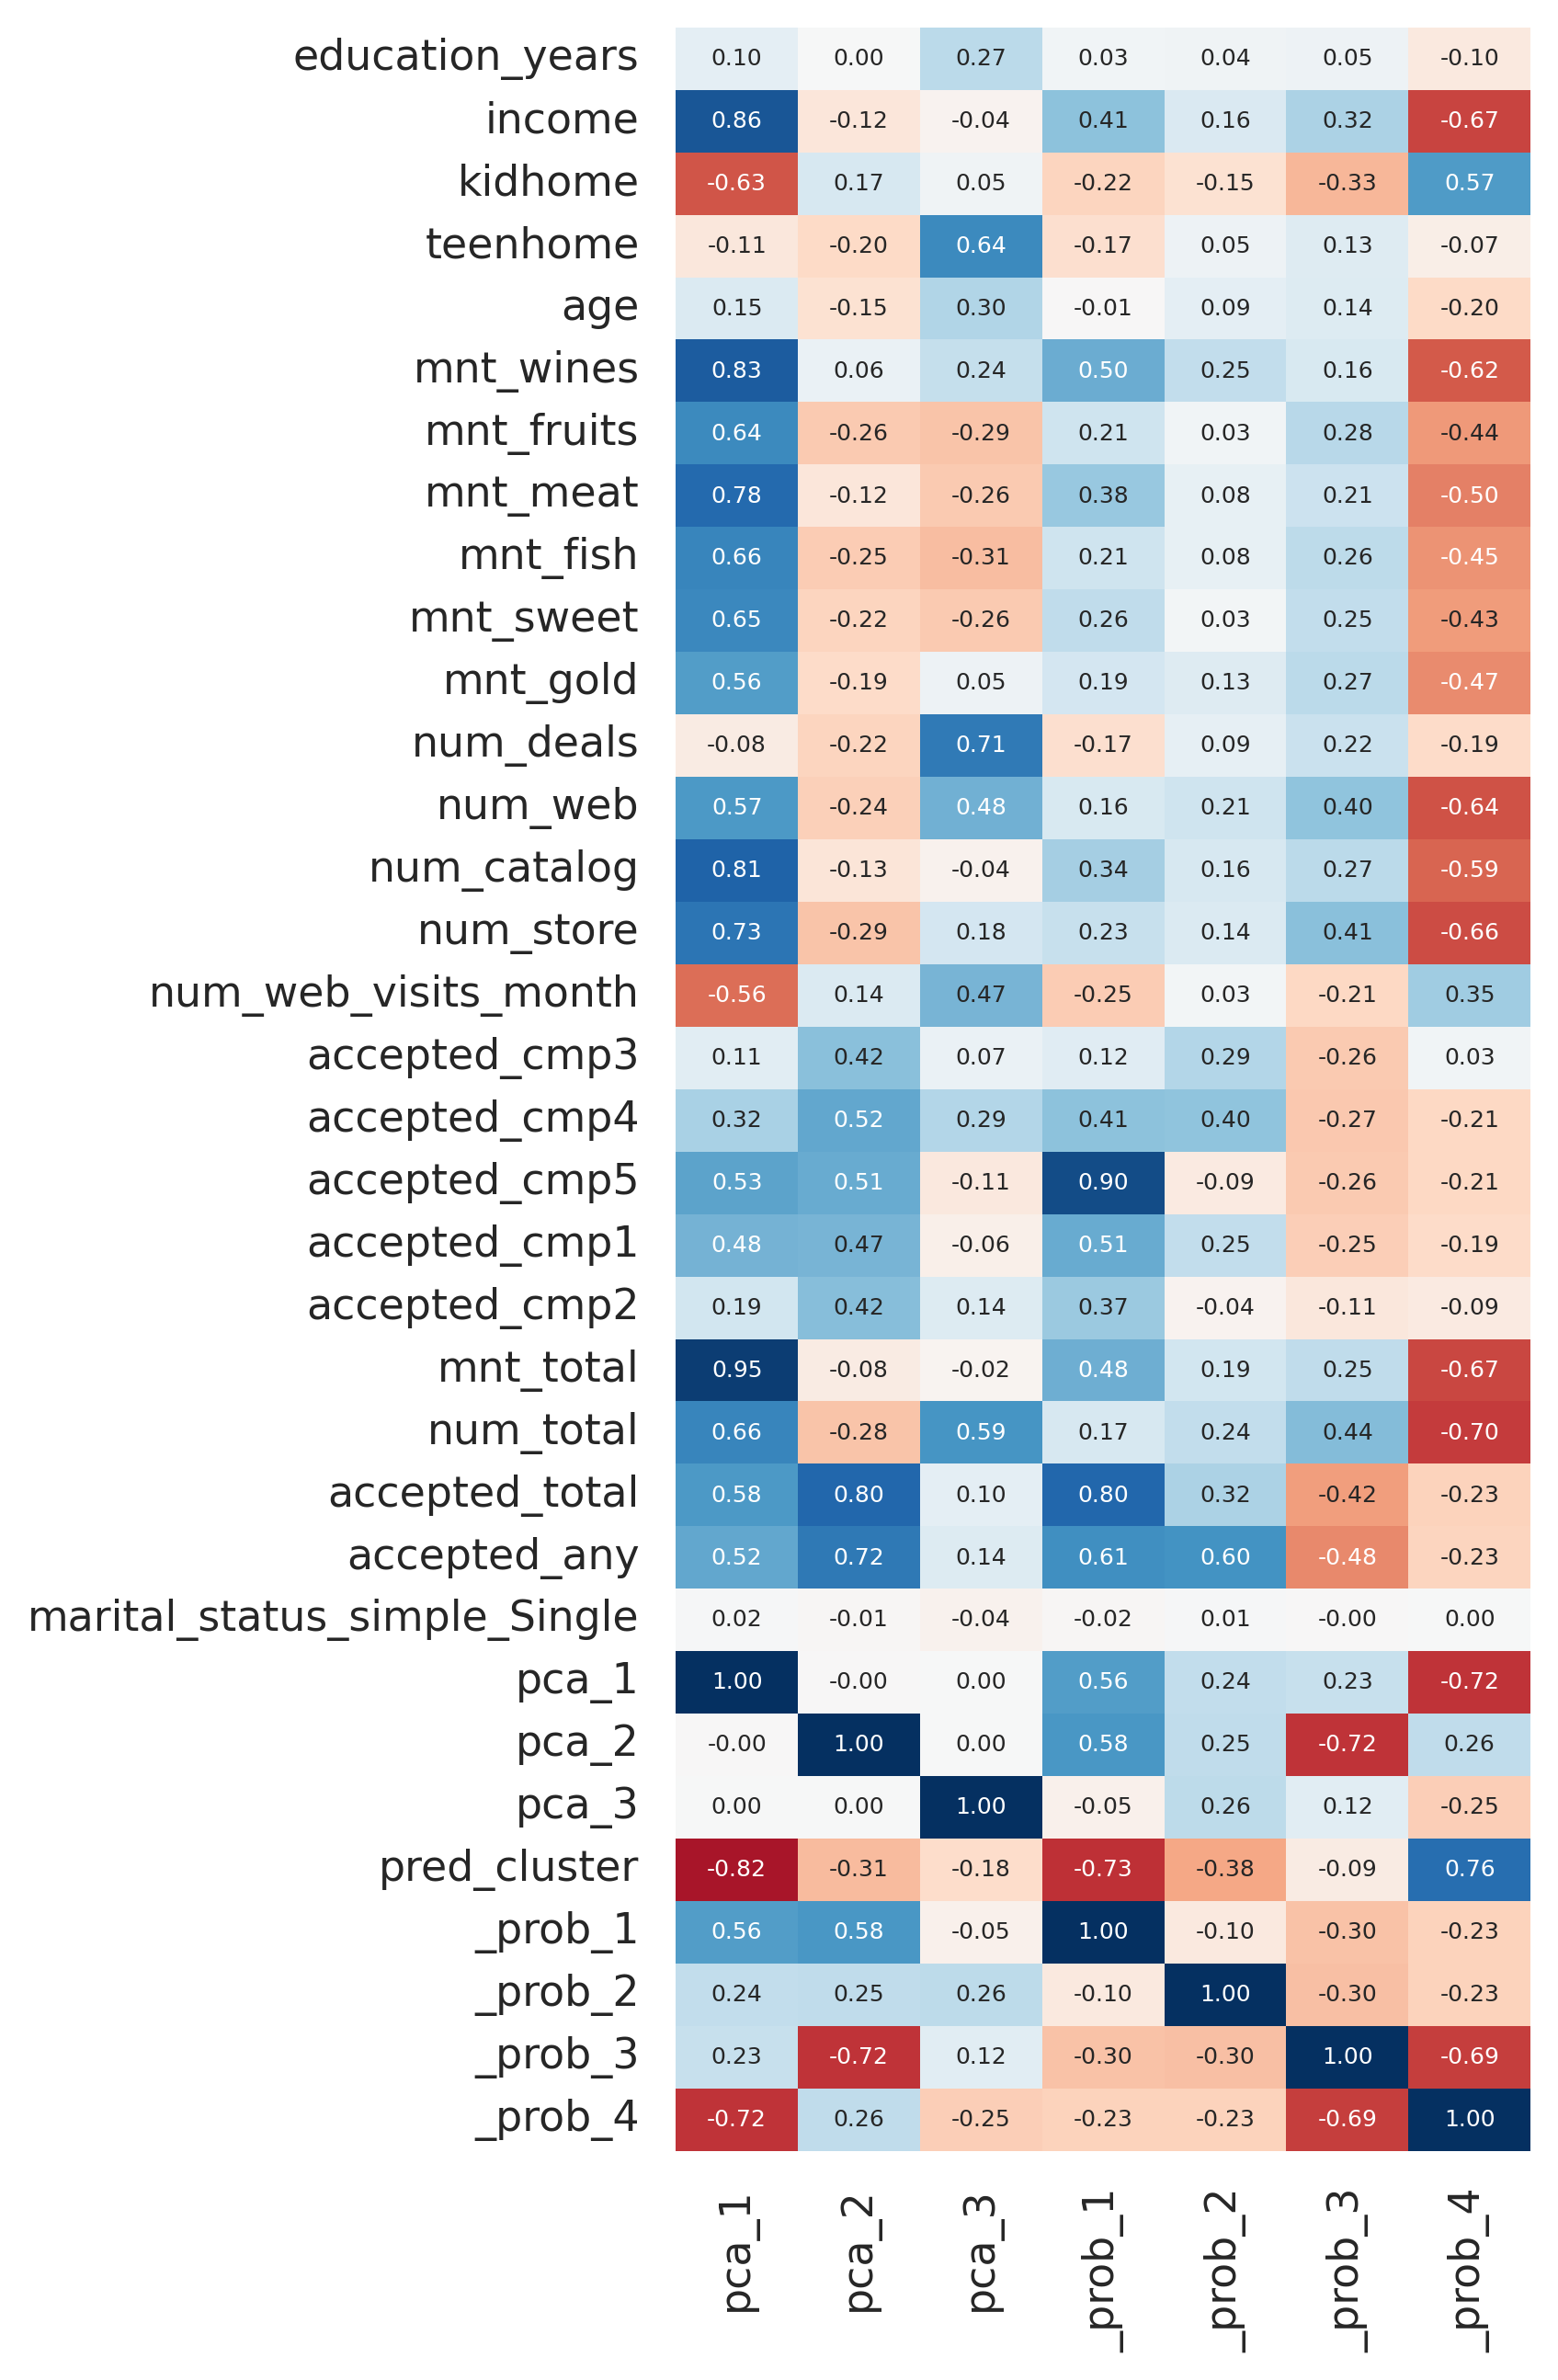 education_years 0.10 0.00 0.27 0.03 0.04 0.05 -0.10
income 0.86 -0.12 -0.04 0.41 0.16 0.32 -0.67
kidhome -0.63 0.17 0.05 -0.22 -0.15 -0.33 0.57
teenhome -0.11 -0.20 0.64 -0.17 0.05 0.13 -0.07
age 0.15 -0.15 0.30 -0.01 0.09 0.14 -0.20
mnt_wines 0.83 0.06 0.24 0.50 0.25 0.16 -0.62
mnt_fruits 0.64 -0.26 -0.29 0.21 0.03 0.28 -0.44
mnt_meat 0.78 -0.12 -0.26 0.38 0.08 0.21 -0.50
mnt_fish 0.66 -0.25 -0.31 0.21 0.08 0.26 -0.45
mnt_sweet 0.65 -0.22 -0.26 0.26 0.03 0.25 -0.43
mnt_gold 0.56 -0.19 0.05 0.19 0.13 0.27 -0.47
num_deals -0.08 -0.22 0.71 -0.17 0.09 0.22 -0.19
num_web 0.57 -0.24 0.48 0.16 0.21 0.40 -0.64
num_catalog 0.81 -0.13 -0.04 0.34 0.16 0.27 -0.59
num_store 0.73 -0.29 0.18 0.23 0.14 0.41 -0.66
num_web_visits_month -0.56 0.14 0.47 -0.25 0.03 -0.21 0.35
accepted_cmp3 0.11 0.42 0.07 0.12 0.29 -0.26 0.03
accepted_cmp4 0.32 0.52 0.29 0.41 0.40 -0.27 -0.21
accepted_cmp5 0.53 0.51 -0.11 0.90 -0.09 -0.26 -0.21
accepted_cmp1 0.48 0.47 -0.06 0.51 0.25 -0.25 -0.19
accepted_cmp2 0.19 0.42 0.14 0.37 -0.04 -0.11 -0.09
mnt_total 0.95 -0.08 -0.02 0.48 0.19 0.25 -0.67
num_total 0.66 -0.28 0.59 0.17 0.24 0.44 -0.70
accepted_total 0.58 0.80 0.10 0.80 0.32 -0.42 -0.23
accepted_any 0.52 0.72 0.14 0.61 0.60 -0.48 -0.23
marital_status_simple_Single 0.02 -0.01 -0.04 -0.02 0.01 -0.00 0.00
pca_1 1.00 -0.00 0.00 0.56 0.24 0.23 -0.72
pca_2 -0.00 1.00 0.00 0.58 0.25 -0.72 0.26
pca_3 0.00 0.00 1.00 -0.05 0.26 0.12 -0.25
pred_cluster -0.82 -0.31 -0.18 -0.73 -0.38 -0.09 0.76
_prob_1 0.56 0.58 -0.05 1.00 -0.10 -0.30 -0.23
_prob_2 0.24 0.25 0.26 -0.10 1.00 -0.30 -0.23
_prob_3 0.23 -0.72 0.12 -0.30 -0.30 1.00 -0.69
_prob_4 -0.72 0.26 -0.25 -0.23 -0.23 -0.69 1.00
pca_1 pca_2 pca_3 _prob_1 _prob_2 _prob_3 _prob_4